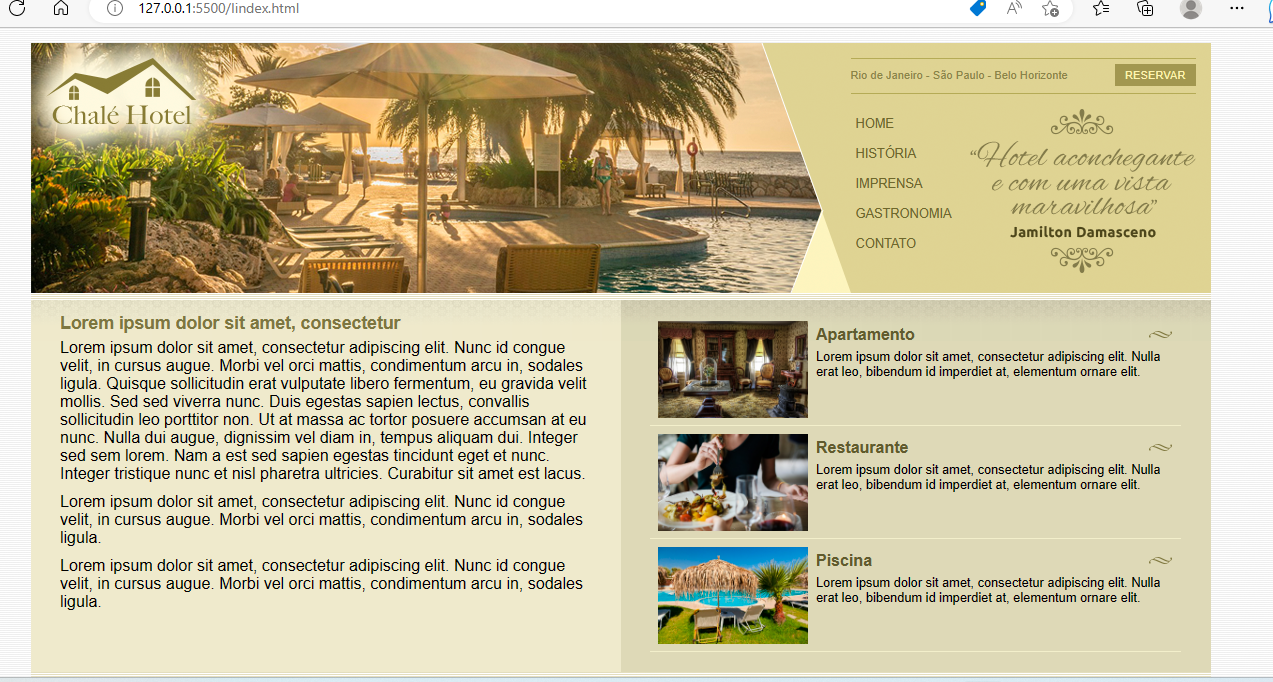 127.0.0.1:5500/lindex.html
Chalé Hotel
Rio de Janeiro - São Paulo - Belo Horizonte
RESERVAR
HOME
HISTÓRIA
IMPRENSA
GASTRONOMIA
CONTATO
“Hotel aconchegante
e com uma vista
maravilhosa”
Jamilton Damasceno
Lorem ipsum dolor sit amet, consectetur
Lorem ipsum dolor sit amet, consectetur adipiscing elit. Nunc id congue
velit, in cursus augue. Morbi vel orci mattis, condimentum arcu in, sodales
ligula. Quisque sollicitudin erat vulputate libero fermentum, eu gravida velit
mollis. Sed sed viverra nunc. Duis egestas sapien lectus, convallis
sollicitudin leo porttitor non. Ut at massa ac tortor posuere accumsan at eu
nunc. Nulla dui augue, dignissim vel diam in, tempus aliquam dui. Integer
sed sem lorem. Nam a est sed sapien egestas tincidunt eget et nunc.
Integer tristique nunc et nisl pharetra ultricies. Curabitur sit amet est lacus.
Lorem ipsum dolor sit amet, consectetur adipiscing elit. Nunc id congue
velit, in cursus augue. Morbi vel orci mattis, condimentum arcu in, sodales
ligula.
Lorem ipsum dolor sit amet, consectetur adipiscing elit. Nunc id congue
velit, in cursus augue. Morbi vel orci mattis, condimentum arcu in, sodales
ligula.
Apartamento
Lorem ipsum dolor sit amet, consectetur adipiscing elit. Nulla
erat leo, bibendum id imperdiet at, elementum ornare elit.
Restaurante
Lorem ipsum dolor sit amet, consectetur adipiscing elit. Nulla
erat leo, bibendum id imperdiet at, elementum ornare elit.
Piscina
Lorem ipsum dolor sit amet, consectetur adipiscing elit. Nulla
erat leo, bibendum id imperdiet at, elementum ornare elit.